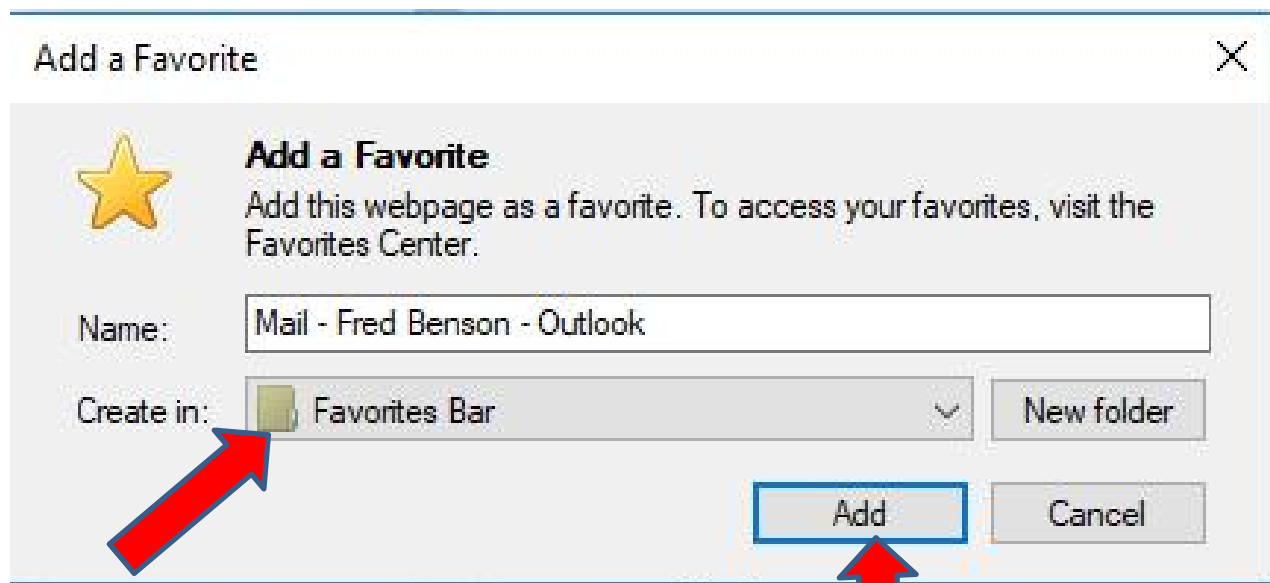 Add a Favorite
Add a Favorite
Add this webpage as a favorite. To access your favorites, visit the
Favorites Center.
Name: Mail - Fred Benson - Outlook
Create in: Favorites Bar New folder
Add Cancel